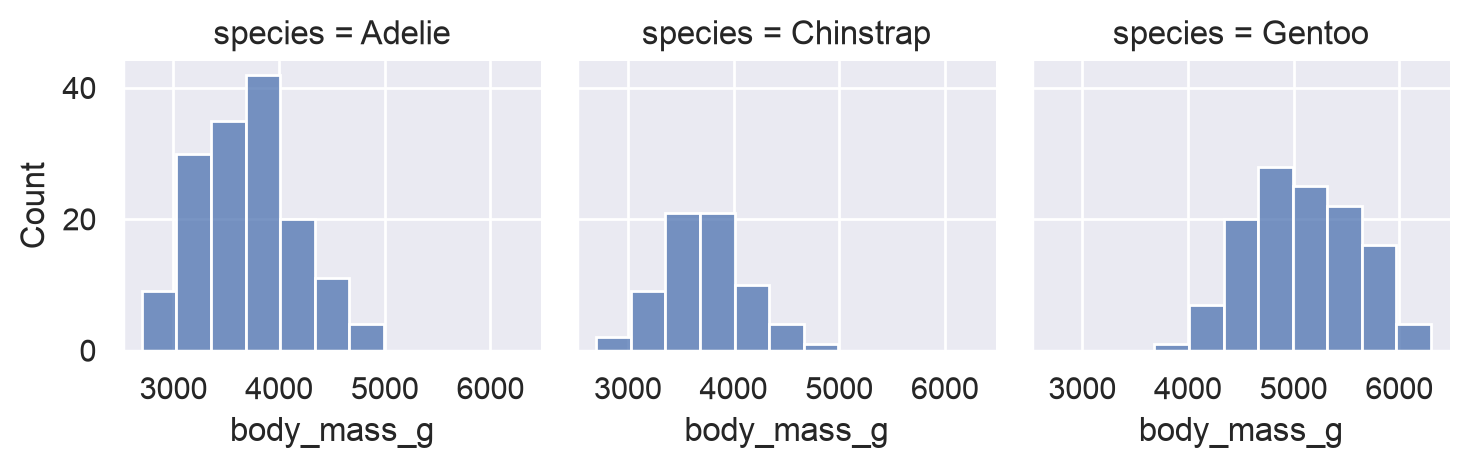 species = Adelie
species = Chinstrap
species = Gentoo
Count
40
20
0
3000 4000 5000 6000
3000 4000 5000 6000
3000 4000 5000 6000
body_mass_g
body_mass_g
body_mass_g